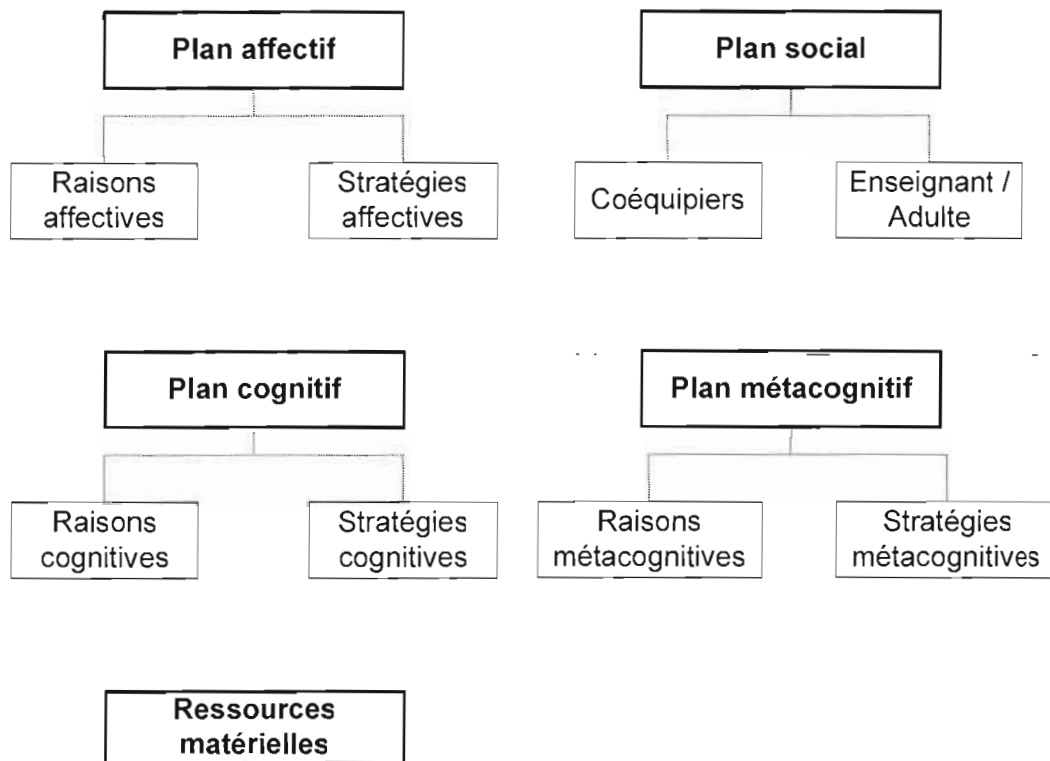 Plan affectif
Raisons
affectives
Stratégies
affectives
Plan social
Coéquipiers
Enseignant /
Adulte
Plan cognitif
Raisons
cognitives
Stratégies
cognitives
Plan métacognitif
Raisons
métacognitives
Stratégies
métacognitives
Ressources
matérielles